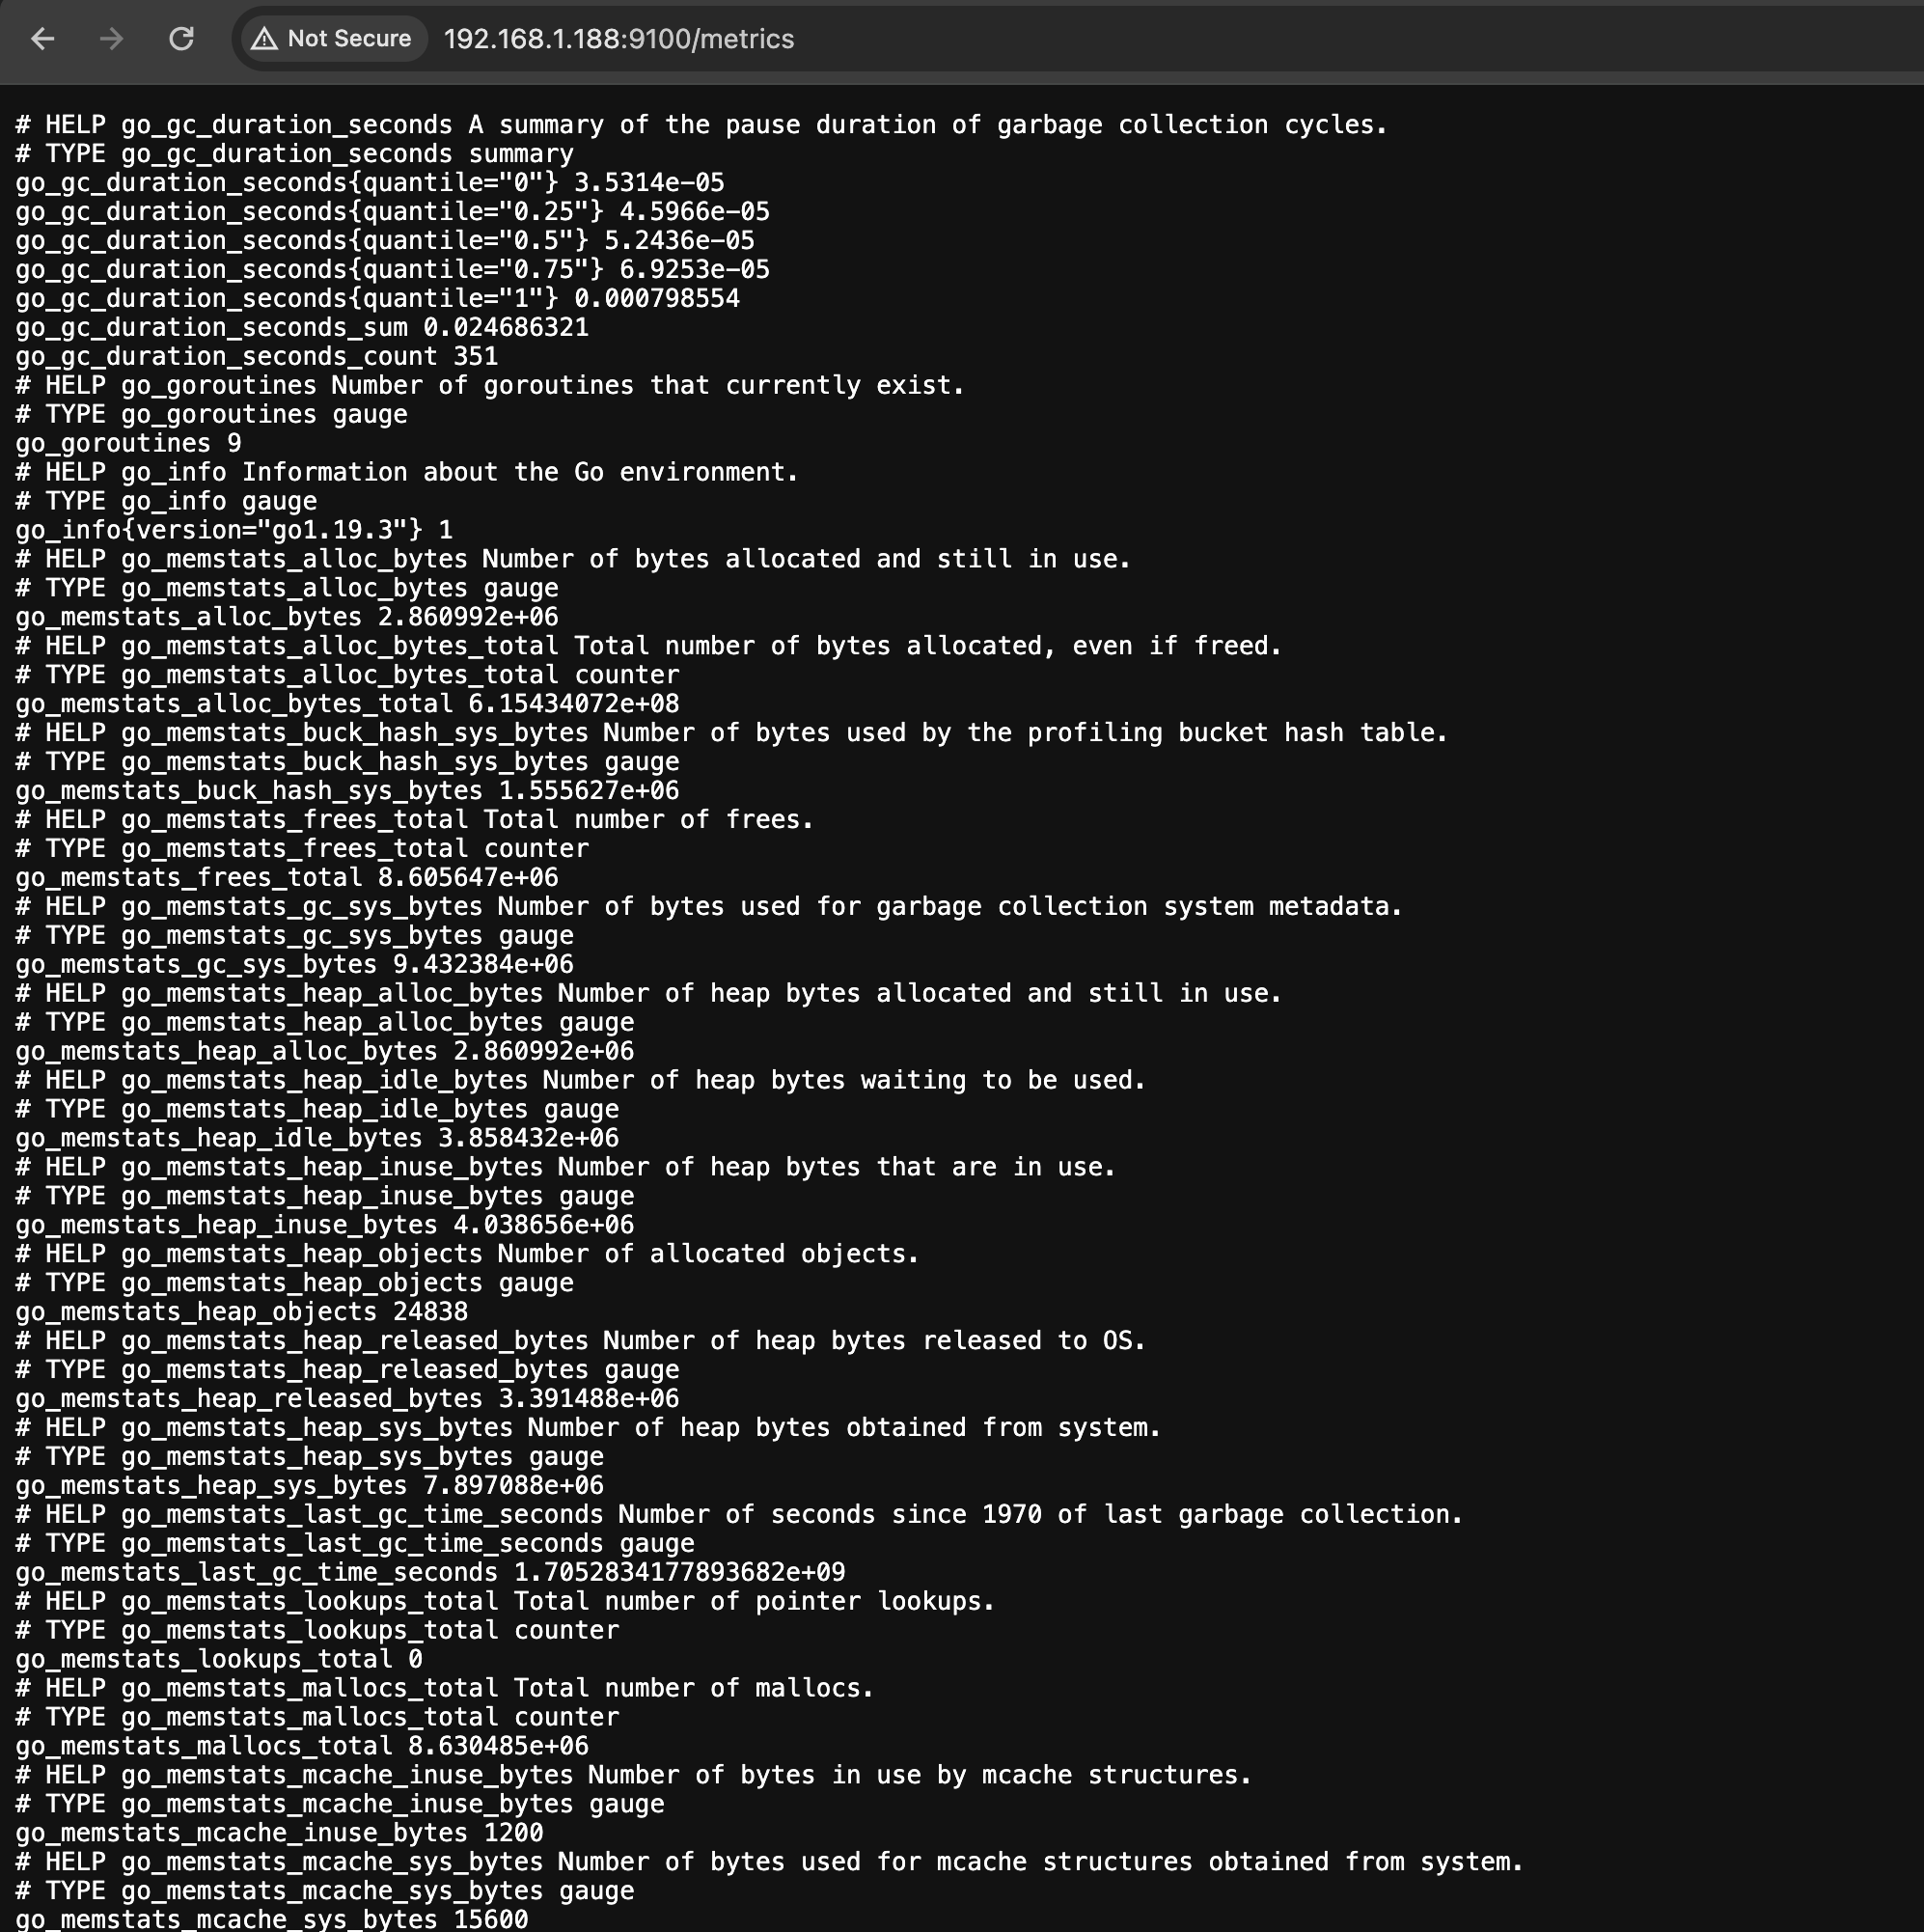 Not Secure 192.168.1.188:9100/metrics
# HELP go_gc_duration_seconds A summary of the pause duration of garbage collection cycles.
# TYPE go_gc_duration_seconds summary
go_gc_duration_seconds{quantile="0"} 3.5314e-05
go_gc_duration_seconds{quantile="0.25"} 4.5966e-05
go_gc_duration_seconds{quantile="0.5"} 5.2436e-05
go_gc_duration_seconds{quantile="0.75"} 6.9253e-05
go_gc_duration_seconds{quantile="1"} 0.000798554
go_gc_duration_seconds_sum 0.024686321
go_gc_duration_seconds_count 351
# HELP go_goroutines Number of goroutines that currently exist.
# TYPE go_goroutines gauge
go_goroutines 9
# HELP go_info Information about the Go environment.
# TYPE go_info gauge
go_info{version="go1.19.3"} 1
# HELP go_memstats_alloc_bytes Number of bytes allocated and still in use.
# TYPE go_memstats_alloc_bytes gauge
go_memstats_alloc_bytes 2.860992e+06
# HELP go_memstats_alloc_bytes_total Total number of bytes allocated, even if freed.
# TYPE go_memstats_alloc_bytes_total counter
go_memstats_alloc_bytes_total 6.15434072e+08
# HELP go_memstats_buck_hash_sys_bytes Number of bytes used by the profiling bucket hash table.
# TYPE go_memstats_buck_hash_sys_bytes gauge
go_memstats_buck_hash_sys_bytes 1.555627e+06
# HELP go_memstats_frees_total Total number of frees.
# TYPE go_memstats_frees_total counter
go_memstats_frees_total 8.605647e+06
# HELP go_memstats_gc_sys_bytes Number of bytes used for garbage collection system metadata.
# TYPE go_memstats_gc_sys_bytes gauge
go_memstats_gc_sys_bytes 9.432384e+06
# HELP go_memstats_heap_alloc_bytes Number of heap bytes allocated and still in use.
# TYPE go_memstats_heap_alloc_bytes gauge
go_memstats_heap_alloc_bytes 2.860992e+06
# HELP go_memstats_heap_idle_bytes Number of heap bytes waiting to be used.
# TYPE go_memstats_heap_idle_bytes gauge
go_memstats_heap_idle_bytes 3.858432e+06
# HELP go_memstats_heap_inuse_bytes Number of heap bytes that are in use.
# TYPE go_memstats_heap_inuse_bytes gauge
go_memstats_heap_inuse_bytes 4.038656e+06
# HELP go_memstats_heap_objects Number of allocated objects.
# TYPE go_memstats_heap_objects gauge
go_memstats_heap_objects 24838
# HELP go_memstats_heap_released_bytes Number of heap bytes released to OS.
# TYPE go_memstats_heap_released_bytes gauge
go_memstats_heap_released_bytes 3.391488e+06
# HELP go_memstats_heap_sys_bytes Number of heap bytes obtained from system.
# TYPE go_memstats_heap_sys_bytes gauge
go_memstats_heap_sys_bytes 7.897088e+06
# HELP go_memstats_last_gc_time_seconds Number of seconds since 1970 of last garbage collection.
# TYPE go_memstats_last_gc_time_seconds gauge
go_memstats_last_gc_time_seconds 1.7052834177893682e+09
# HELP go_memstats_lookups_total Total number of pointer lookups.
# TYPE go_memstats_lookups_total counter
go_memstats_lookups_total 0
# HELP go_memstats_mallocs_total Total number of mallocs.
# TYPE go_memstats_mallocs_total counter
go_memstats_mallocs_total 8.630485e+06
# HELP go_memstats_mcache_inuse_bytes Number of bytes in use by mcache structures.
# TYPE go_memstats_mcache_inuse_bytes gauge
go_memstats_mcache_inuse_bytes 1200
# HELP go_memstats_mcache_sys_bytes Number of bytes used for mcache structures obtained from system.
# TYPE go_memstats_mcache_sys_bytes gauge
go_memstats_mcache_sys_bytes 15600